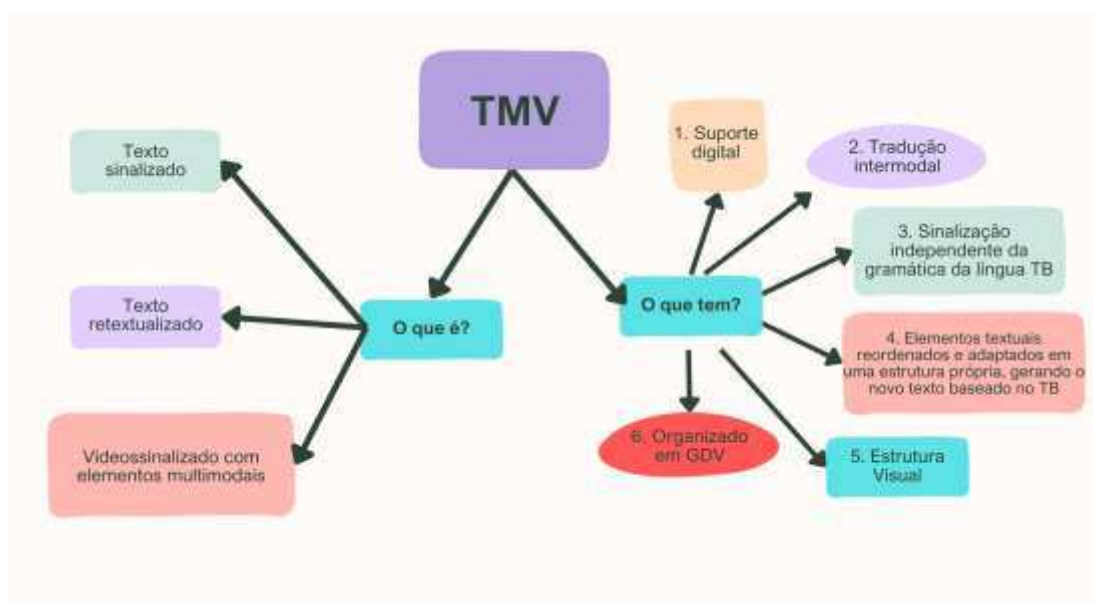 TMV
O que é?
Texto
sinalizado
Texto
retextualizado
Videossinalizado com
elementos multimodais
O que tem?
1. Suporte
digital
2. Tradução
intermodal
3. Sinalização
independente da
gramática da língua TB
4. Elementos textuais
reordenados e adaptados em
uma estrutura própria, gerando o
novo texto baseado no TB
5. Estrutura
Visual
6. Organizado
em GDV